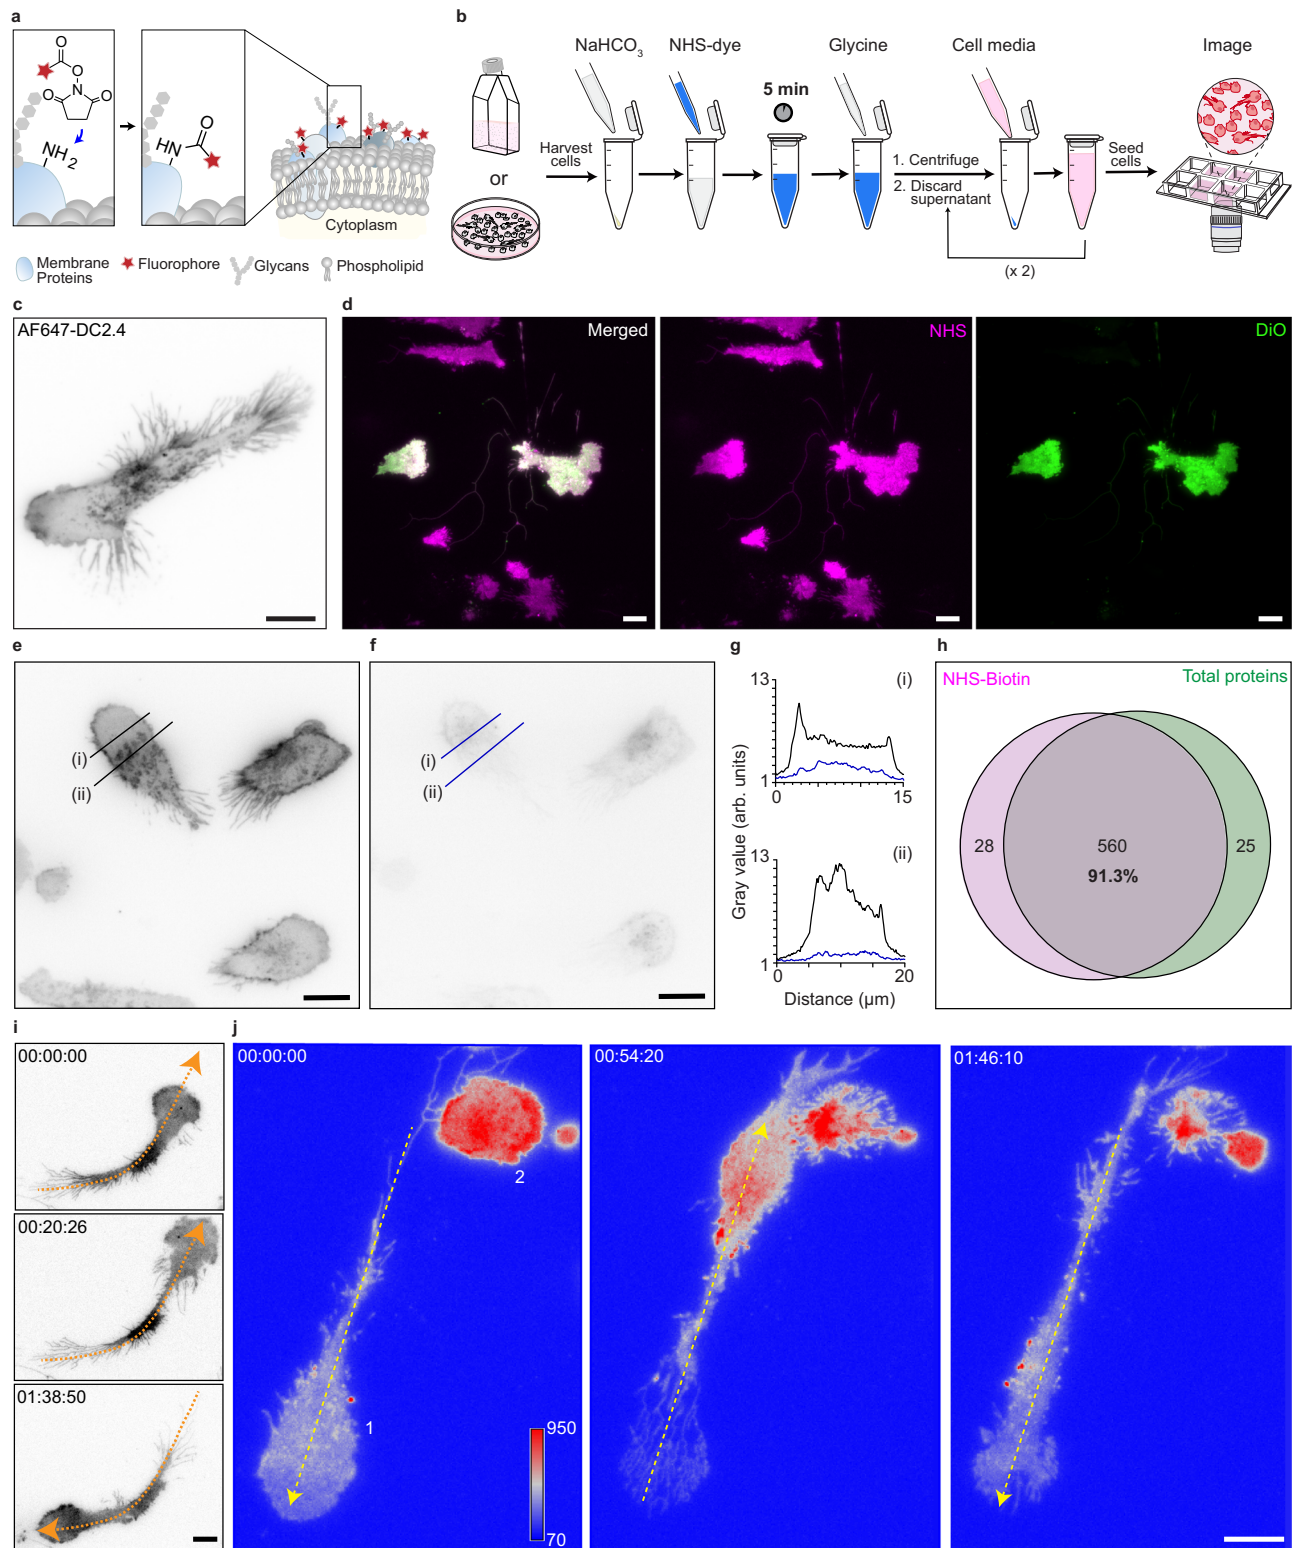 a
O
O
N
O
O
NH2
HN
O
Cytoplasm
Membrane
Proteins
Fluorophore
Glycans
Phospholipid
b
NaHCO3
NHS-dye
Glycine
Cell media
Image
5 min
or
Harvest
cells
1. Centrifuge
2. Discard
supernatant
Seed
cells
(x 2)
c
AF647-DC2.4
d
Merged
NHS
DiO
e
(i)
(ii)
f
(i)
(ii)
g
Gray value (arb. units)
13
(i)
1
0
15
13
(ii)
1
0
20
Distance (μm)
h
NHS-Biotin
Total proteins
28
560
91.3%
25
i
00:00:00
00:20:26
01:38:50
j
00:00:00
2
1
950
70
00:54:20
01:46:10